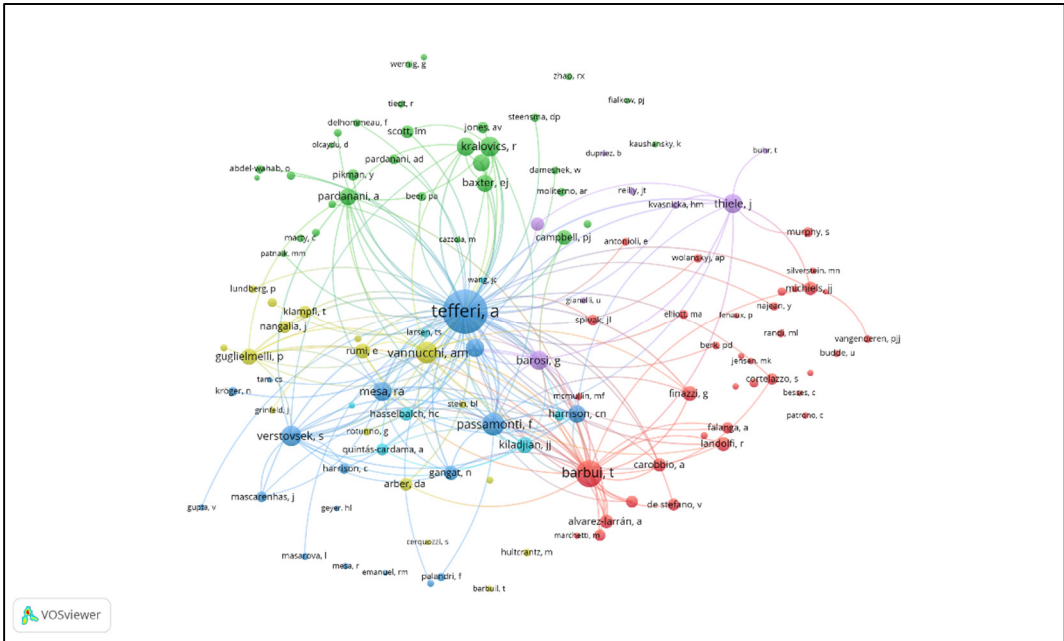 wernig, g
zhao, rx
fialkow, pj
tiedt, r
steensma, dp
delhommeau, f
jones, av
scott, lm
olcaydu, d
kralovics, r
kaushansky, k
buhr, t
dupriez, b
pardanani, ad
abdel-wahab, o
pikman, y
dameshek, w
baxter, ej
moliterno, ar
reilly, jt
pardanani, a
beer, pa
kvasnicka, hm
thiele, j
murphy, s
marty, c
cazzola, m
campbell, pj
antonioli, e
patnaik, mm
wolanskyj, ap
silverstein, mn
wang, jc
michiels, jj
lundberg, p
gianelli, u
najean, y
klampfl, t
tefferi, a
elliott, ma
fenaux, p
spivak, jl
nangalia, j
larsen, ts
berk, pd
randi, ml
vangenderen, pjj
rumi, e
vannucchi, am
budde, u
guglielmelli, p
barosi, g
jensen, mk
tam, cs
cortelazzo, s
kroger, n
mesa, ra
finazzi, g
besses, c
mcmullin, mf
stein, bl
grinfeld, j
hasselbalch, hc
harrison, cn
patrono, c
passamonti, f
falanga, a
rotunno, g
verstovsek, s
kiladjian, jj
landolfi, r
quintás-cardama, a
carobbio, a
harrison, c
gangat, n
barbui, t
arber, da
mascarenhas, j
de stefano, v
gupta, v
geyer, hl
alvarez-larrán, a
marchetti, m
cerquozzi, s
masarova, l
hultcrantz, m
mesa, r
emanuel, rm
palandri, f
barbuil, t
VOSviewer